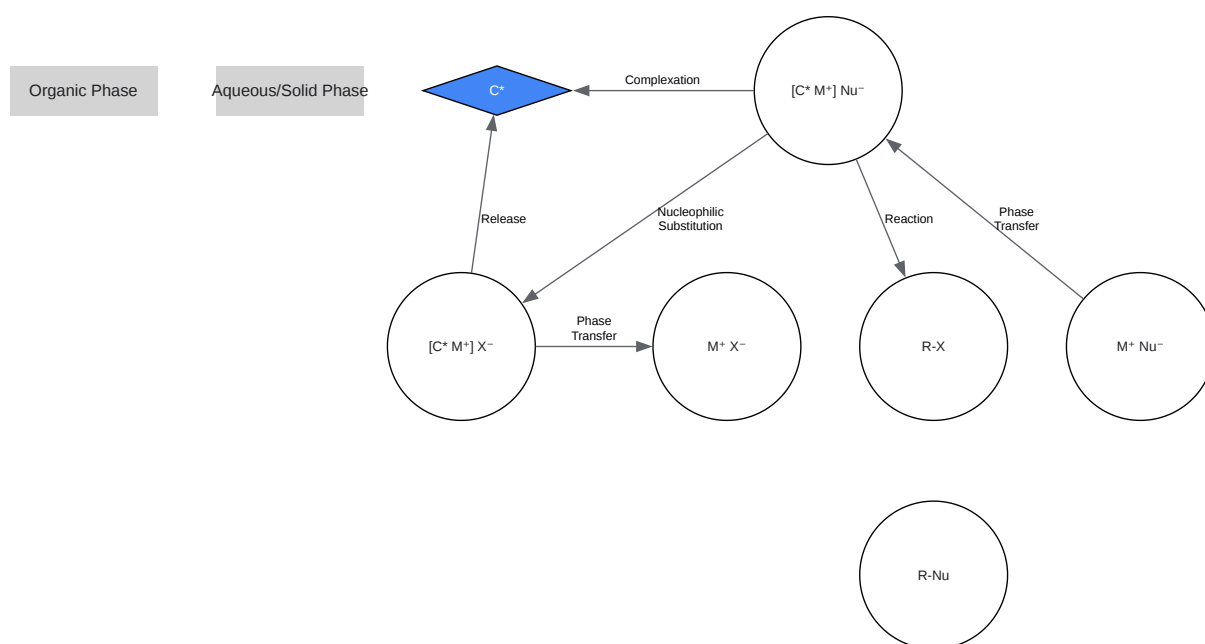 Organic Phase
Aqueous/Solid Phase
C*
Complexation
[C* M⁺] Nu⁻
Release
Nucleophilic
Substitution
Reaction
Phase
Transfer
[C* M⁺] X⁻
Phase
Transfer
M⁺ X⁻
R-X
M⁺ Nu⁻
R-Nu